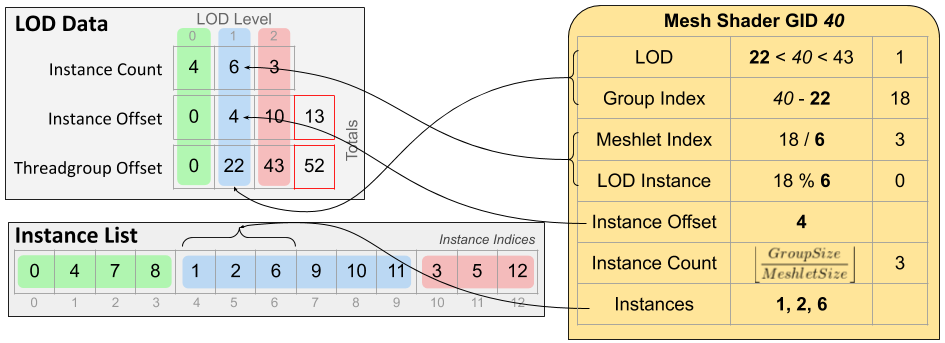 LOD Data
LOD Level
0 1 2
Instance Count 4 6 3
Instance Offset 0 4 10 13
Threadgroup Offset 0 22 43 52
Totals
Instance List
Instance Indices
0 4 7 8 1 2 6 9 10 11 3 5 12
0 1 2 3 4 5 6 7 8 9 10 11 12
Mesh Shader GID 40
LOD 22 < 40 < 43 1
Group Index 40 - 22 18
Meshlet Index 18 / 6 3
LOD Instance 18 % 6 0
Instance Offset 4
Instance Count ⌊GroupSize / MeshletSize⌋ 3
Instances 1, 2, 6